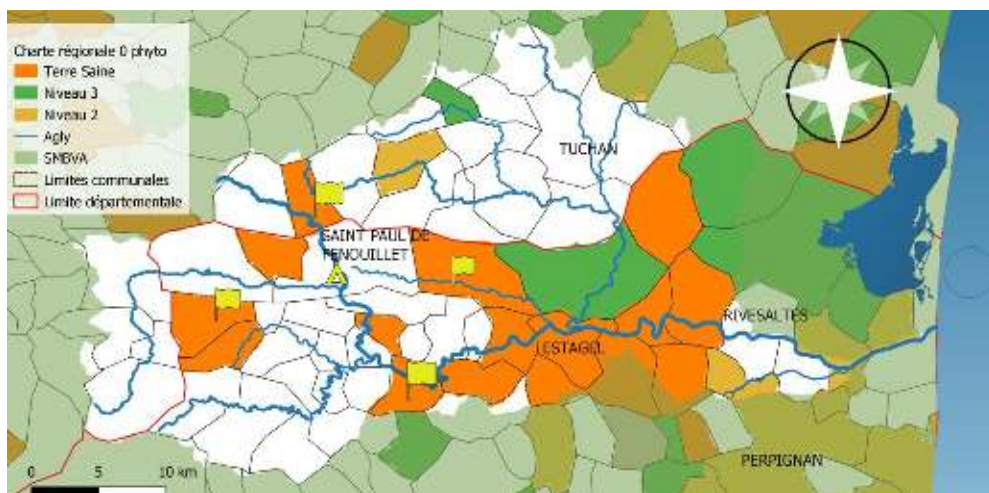 Charte régionale 0 phyto
Terre Saine
Niveau 3
Niveau 2
Agly
SMBVA
Limites communales
Limite départementale
TUCHAN
SAINT PAUL DE
FENOUILLET
RIVESALTES
ESTAGEL
PERPIGNAN
0 5 10 km